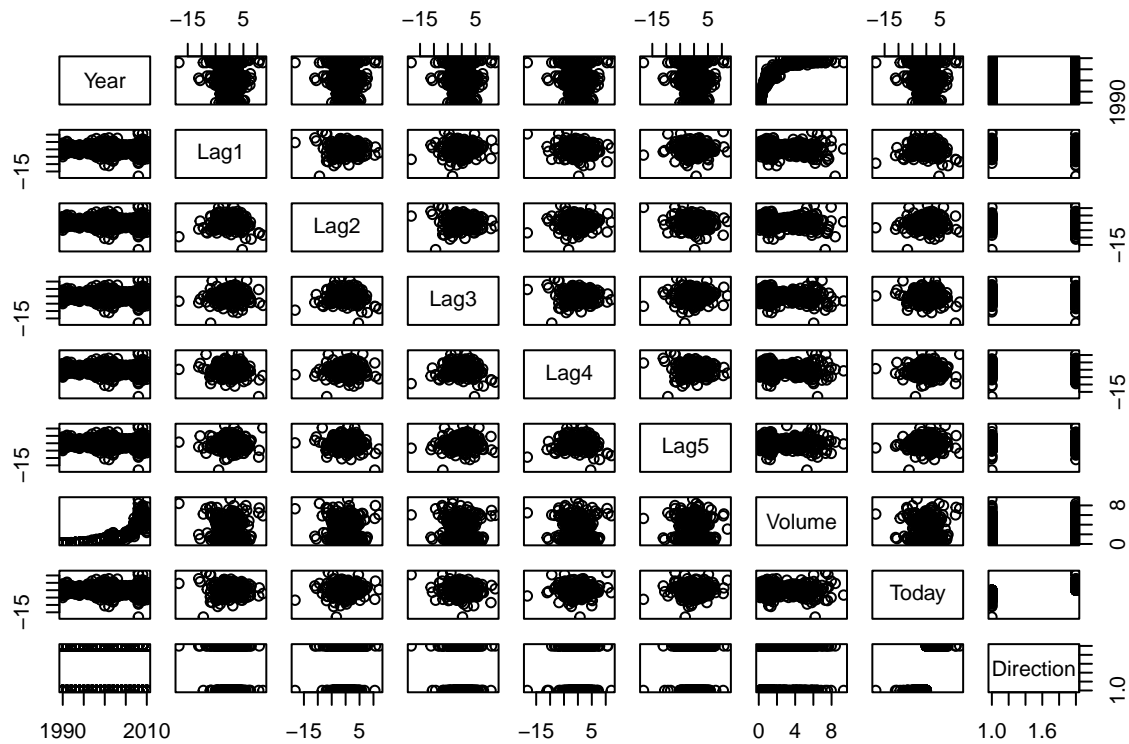 −15 5 −15 5 −15 5
Year
1990
−15 Lag1
Lag2 −15
−15 Lag3
Lag4 −15
−15 Lag5
Volume 0 8
−15 Today
Direction 1.0
1990 2010 −15 5 −15 5 0 4 8 1.0 1.6